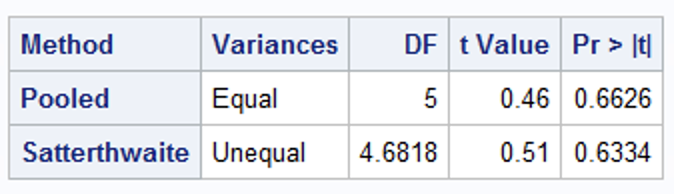 Method Variances DF t Value Pr > |t|
Pooled Equal 5 0.46 0.6626
Satterthwaite Unequal 4.6818 0.51 0.6334